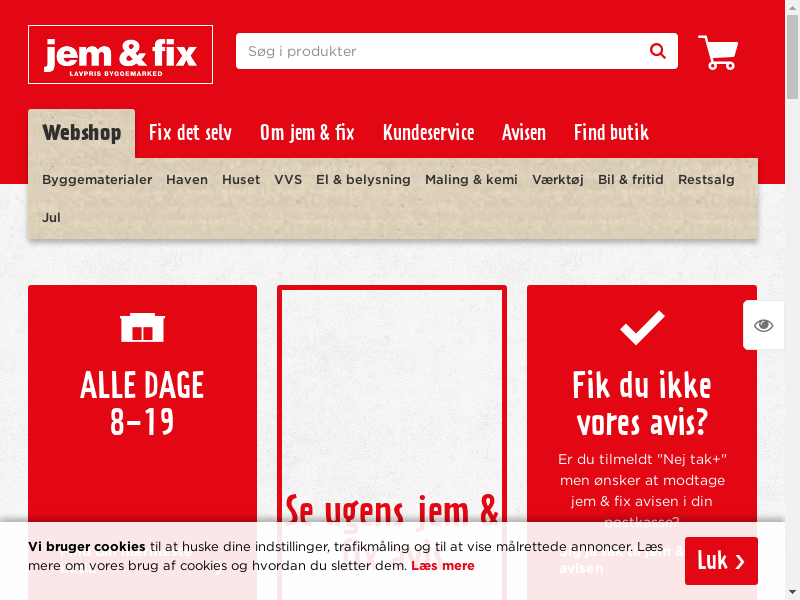 jem & fix
LAVPRIS BYGGEMARKED
Søg i produkter
Webshop Fix det selv Om jem & fix Kundeservice Avisen Find butik
Byggematerialer Haven Huset VVS El & belysning Maling & kemi Værktøj Bil & fritid Restsalg
Jul
ALLE DAGE
8-19
Se ugens jem &
Fik du ikke
vores avis?
Er du tilmeldt "Nej tak+"
men ønsker at modtage
jem & fix avisen i din
postkasse?
avisen
Vi bruger cookies til at huske dine indstillinger, trafikmåling og til at vise målrettede annoncer. Læs
mere om vores brug af cookies og hvordan du sletter dem. Læs mere
Luk ›